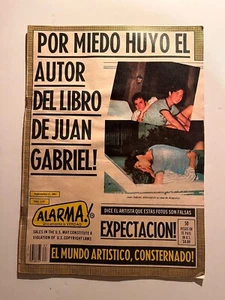 POR MIEDO HUYO EL
AUTOR
DEL LIBRO
DE JUAN
GABRIEL!
ALARMA!
SALES IN THE U.S. MAY CONSTITUTE A
VIOLATION OF U.S. COPYRIGHT LAWS
DICE EL ARTISTA QUE ESTAS FOTOS SON FALSAS
EXPECTACION!
EL MUNDO ARTISTICO, CONSTERNADO!